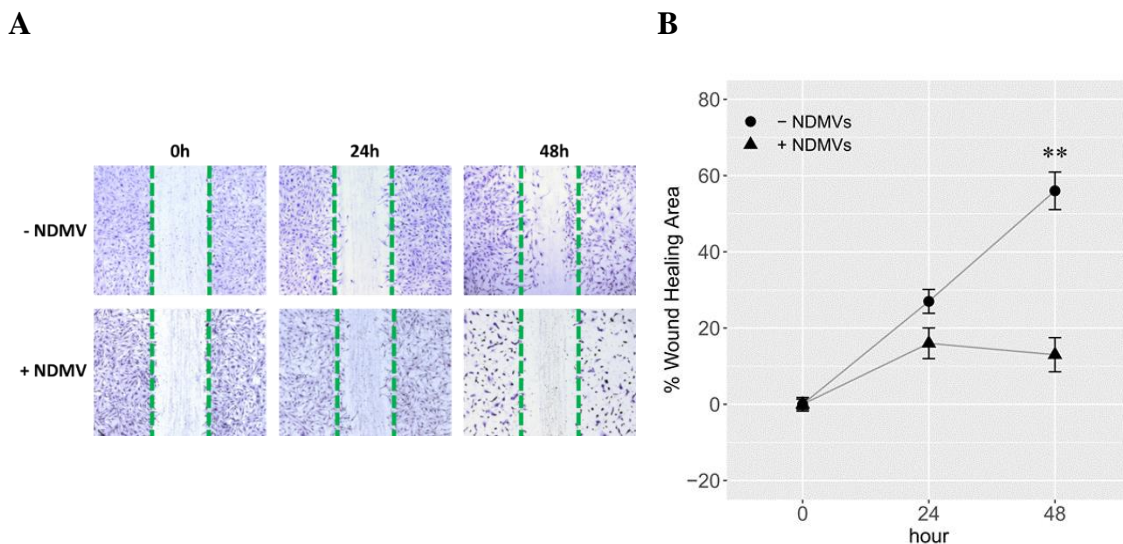 A
0h 24h 48h
- NDMV
+ NDMV
B
% Wound Healing Area
80
60
40
20
0
−20
− NDMVs
+ NDMVs
**
0 24 48
hour